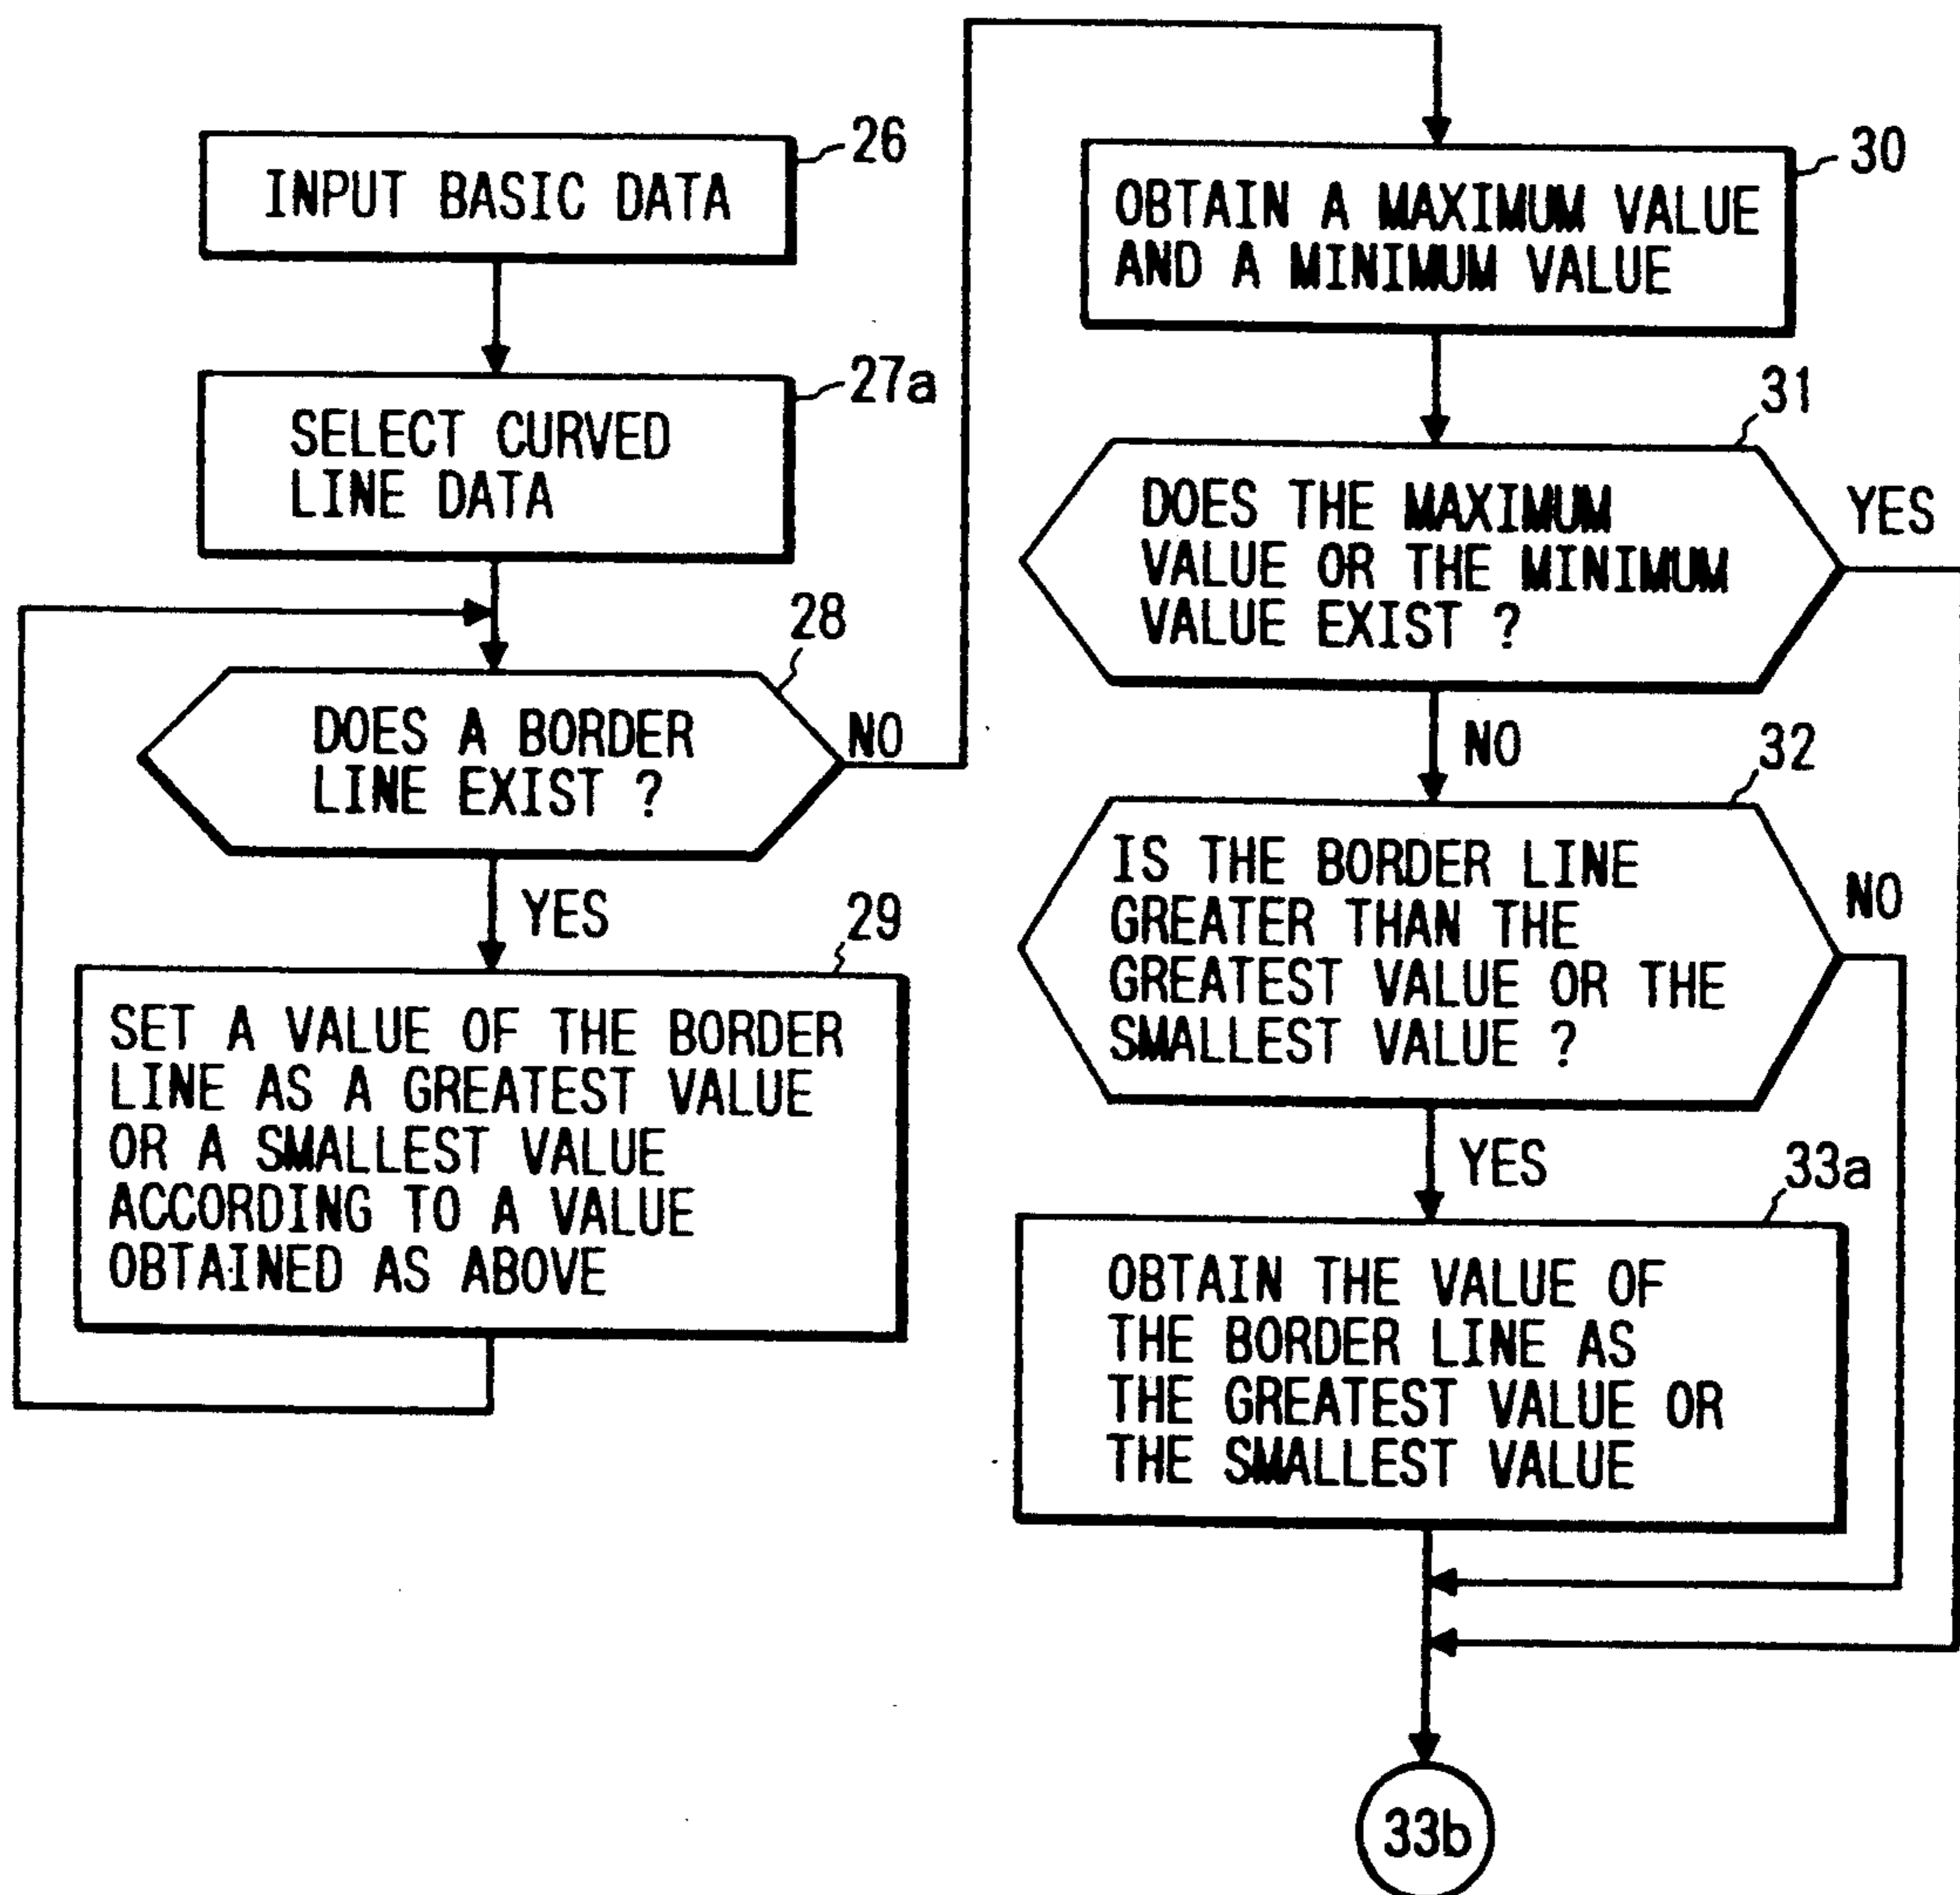 26
INPUT BASIC DATA
27a
SELECT CURVED
LINE DATA
28
DOES A BORDER
LINE EXIST ?
NO
YES
29
SET A VALUE OF THE BORDER
LINE AS A GREATEST VALUE
OR A SMALLEST VALUE
ACCORDING TO A VALUE
OBTAINED AS ABOVE
30
OBTAIN A MAXIMUM VALUE
AND A MINIMUM VALUE
31
DOES THE MAXIMUM
VALUE OR THE MINIMUM
VALUE EXIST ?
YES
NO
32
IS THE BORDER LINE
GREATER THAN THE
GREATEST VALUE OR THE
SMALLEST VALUE ?
NO
YES
33a
OBTAIN THE VALUE OF
THE BORDER LINE AS
THE GREATEST VALUE OR
THE SMALLEST VALUE
33b